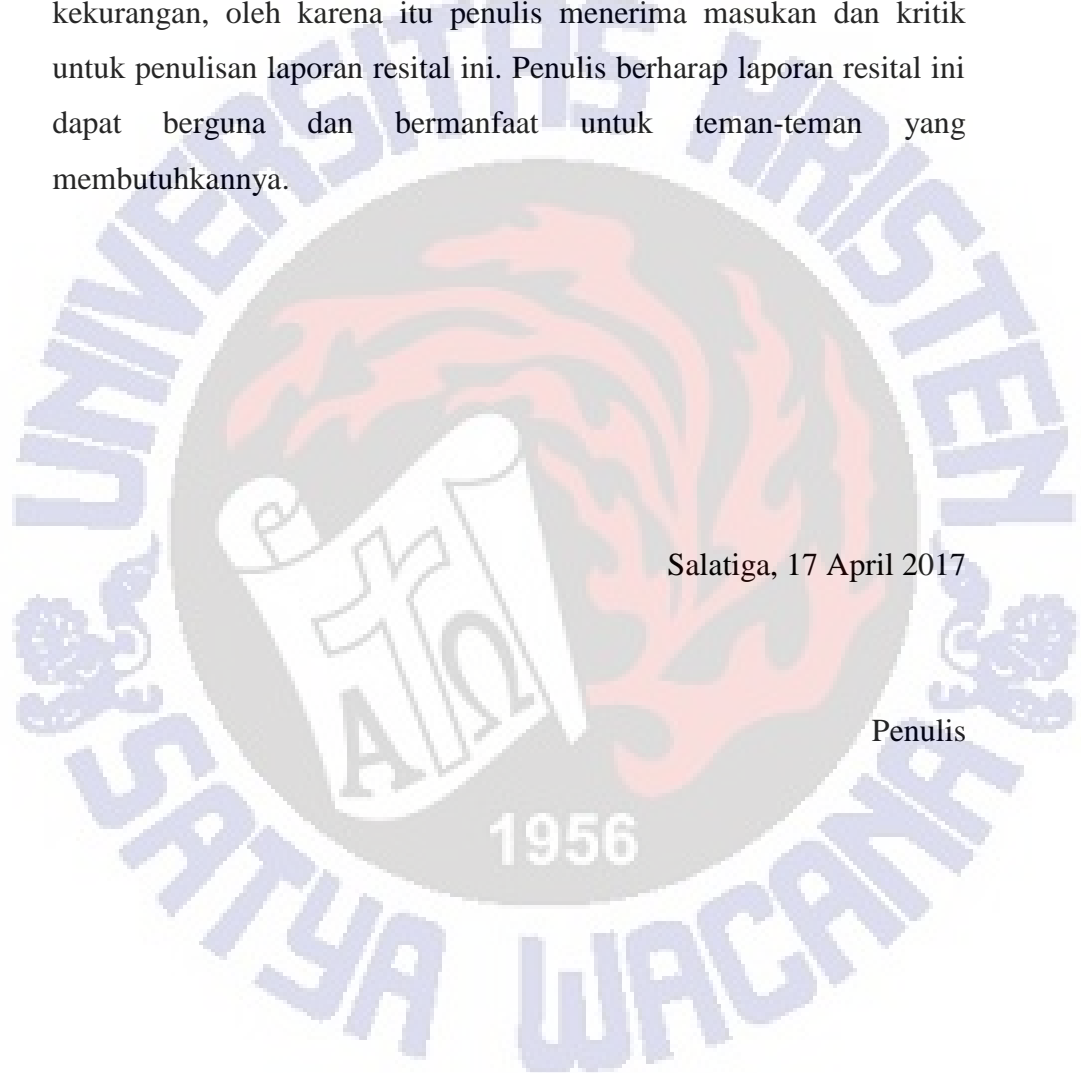 kekurangan, oleh karena itu penulis menerima masukan dan kritik
untuk penulisan laporan resital ini. Penulis berharap laporan resital ini
dapat berguna dan bermanfaat untuk teman-teman yang
membutuhkannya.
UNIVERSITAS KRISTEN
Salatiga, 17 April 2017
Penulis
Α Ω
1956
SATYA WACANA